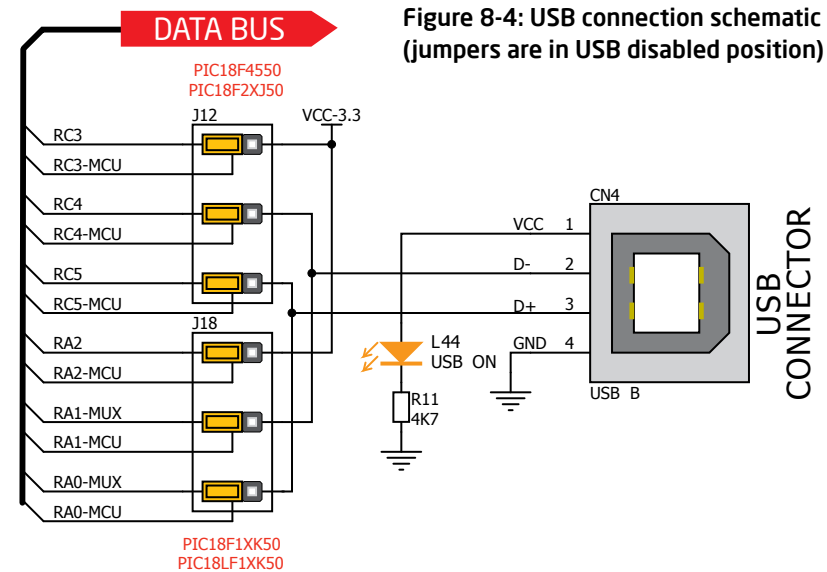 DATA BUS
Figure 8-4: USB connection schematic
(jumpers are in USB disabled position)
PIC18F4550
PIC18F2XJ50
J12
VCC-3.3
RC3
RC3-MCU
RC4
RC4-MCU
RC5
RC5-MCU
J18
RA2
RA2-MCU
RA1-MUX
RA1-MCU
RA0-MUX
RA0-MCU
PIC18F1XK50
PIC18LF1XK50
CN4
VCC 1
D- 2
D+ 3
GND 4
USB B
USB
CONNECTOR
L44
USB ON
R11
4K7